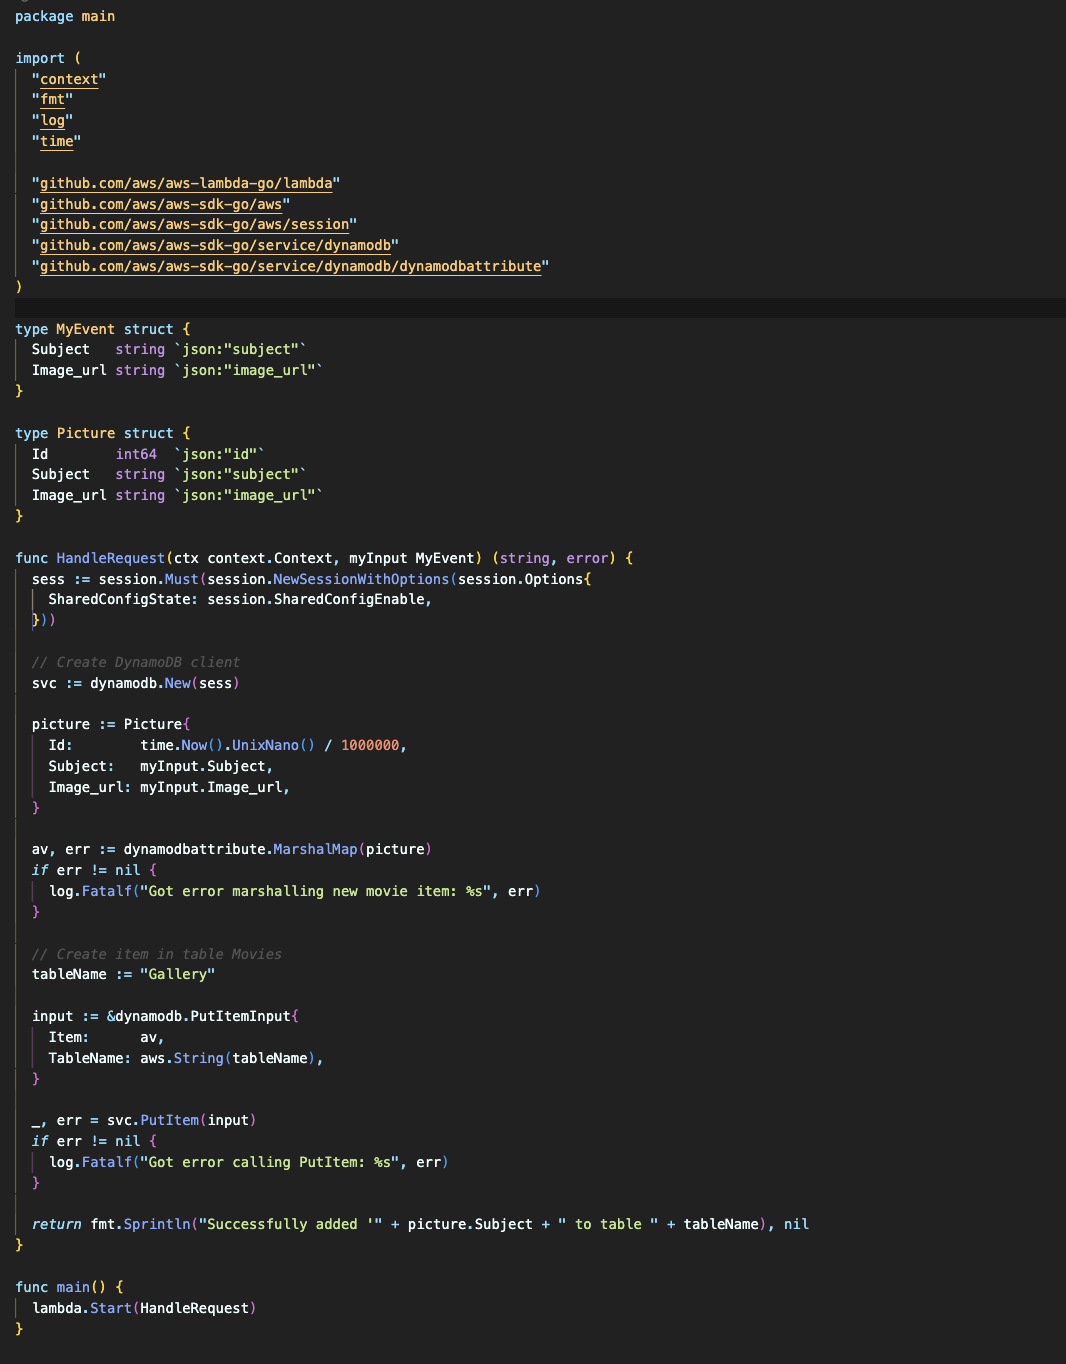 package main

import (
  "context"
  "fmt"
  "log"
  "time"

  "github.com/aws/aws-lambda-go/lambda"
  "github.com/aws/aws-sdk-go/aws"
  "github.com/aws/aws-sdk-go/aws/session"
  "github.com/aws/aws-sdk-go/service/dynamodb"
  "github.com/aws/aws-sdk-go/service/dynamodb/dynamodbattribute"
)

type MyEvent struct {
  Subject   string `json:"subject"`
  Image_url string `json:"image_url"`
}

type Picture struct {
  Id        int64  `json:"id"`
  Subject   string `json:"subject"`
  Image_url string `json:"image_url"`
}

func HandleRequest(ctx context.Context, myInput MyEvent) (string, error) {
  sess := session.Must(session.NewSessionWithOptions(session.Options{
    SharedConfigState: session.SharedConfigEnable,
  }))

  // Create DynamoDB client
  svc := dynamodb.New(sess)

  picture := Picture{
    Id:        time.Now().UnixNano() / 1000000,
    Subject:   myInput.Subject,
    Image_url: myInput.Image_url,
  }

  av, err := dynamodbattribute.MarshalMap(picture)
  if err != nil {
    log.Fatalf("Got error marshalling new movie item: %s", err)
  }

  // Create item in table Movies
  tableName := "Gallery"

  input := &dynamodb.PutItemInput{
    Item:      av,
    TableName: aws.String(tableName),
  }

  _, err = svc.PutItem(input)
  if err != nil {
    log.Fatalf("Got error calling PutItem: %s", err)
  }

  return fmt.Sprintln("Successfully added '" + picture.Subject + " to table " + tableName), nil
}

func main() {
  lambda.Start(HandleRequest)
}